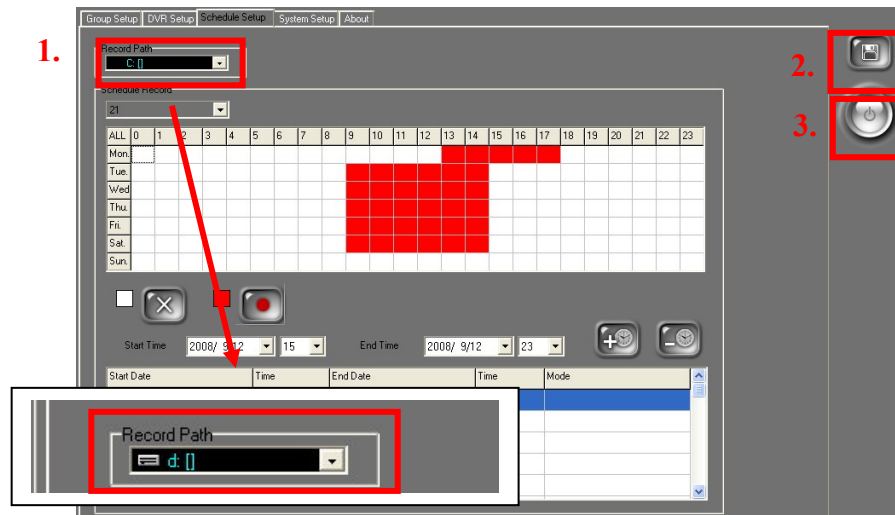 Group Setup DVR Setup Schedule Setup System Setup About
1.
Record Path
C: []
2.
Schedule Record
21
3.
ALL 0 1 2 3 4 5 6 7 8 9 10 11 12 13 14 15 16 17 18 19 20 21 22 23
Mon.
Tue.
Wed
Thu.
Fri.
Sat.
Sun.
Start Time 2008/ 9/12 15 End Time 2008/ 9/12 23
Start Date Time End Date Time Mode
Record Path
d: []